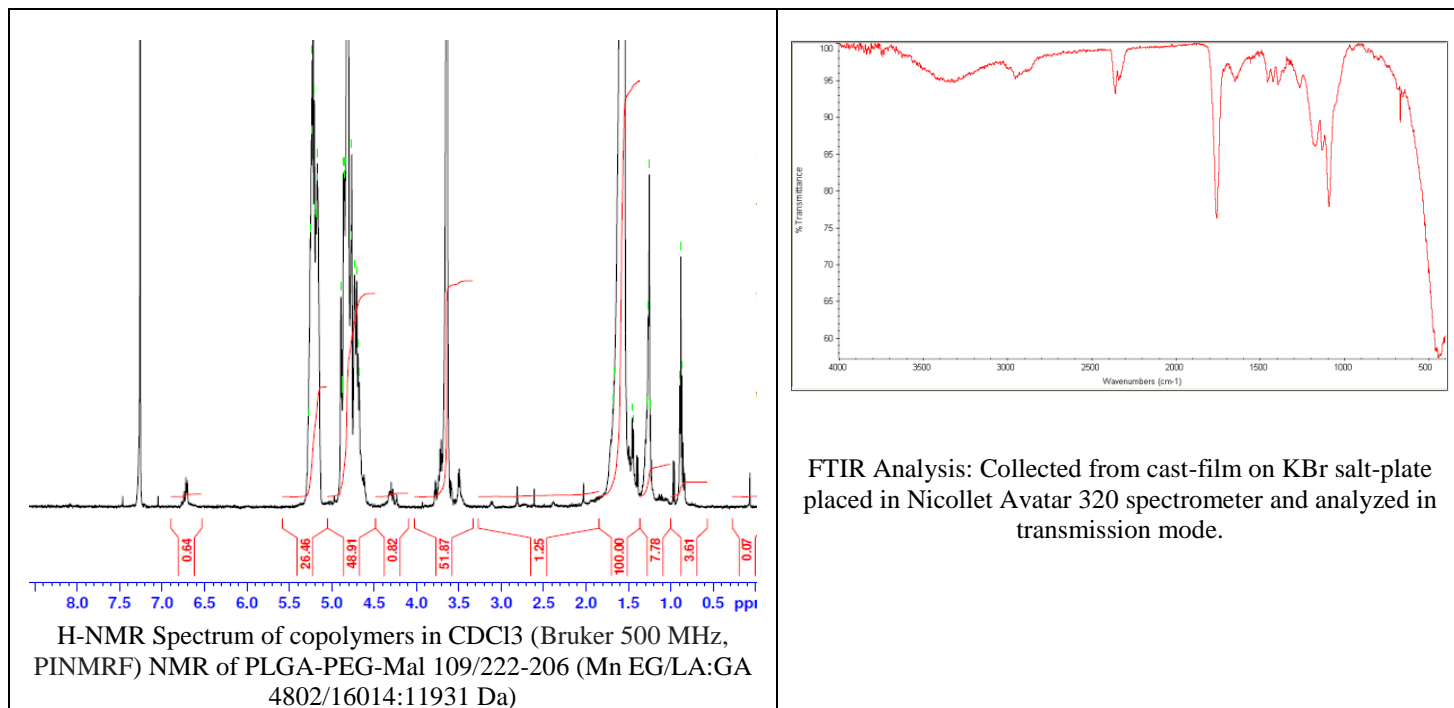 0.64
26.46
48.91
0.82
51.87
1.25
100.00
7.78
3.61
0.07
8.0 7.5 7.0 6.5 6.0 5.5 5.0 4.5 4.0 3.5 3.0 2.5 2.0 1.5 1.0 0.5 ppı
H-NMR Spectrum of copolymers in CDCl3 (Bruker 500 MHz,
PINMRF) NMR of PLGA-PEG-Mal 109/222-206 (Mn EG/LA:GA
4802/16014:11931 Da)
100
95
90
85
80
75
70
65
60
%Transmittance
4000 3500 3000 2500 2000 1500 1000 500
Wavenumbers (cm-1)
FTIR Analysis: Collected from cast-film on KBr salt-plate
placed in Nicollet Avatar 320 spectrometer and analyzed in
transmission mode.